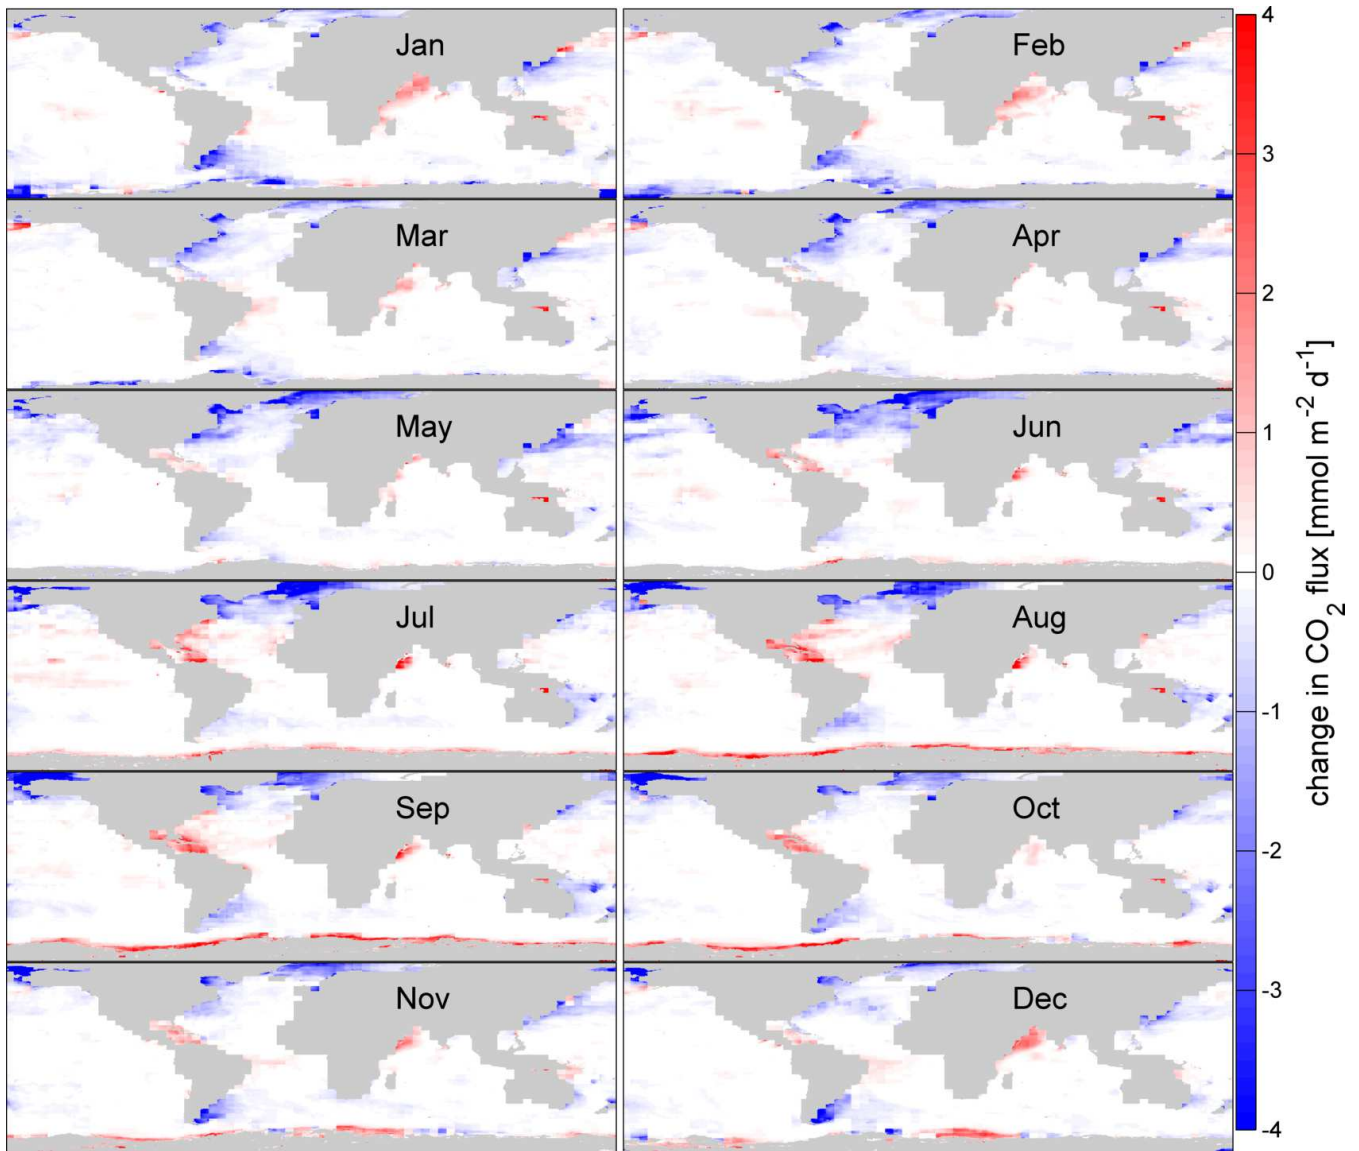 Jan
Feb
Mar
Apr
May
Jun
Jul
Aug
Sep
Oct
Nov
Dec
4
3
2
1
0
-1
-2
-3
-4
change in CO₂ flux [mmol m⁻² d⁻¹]